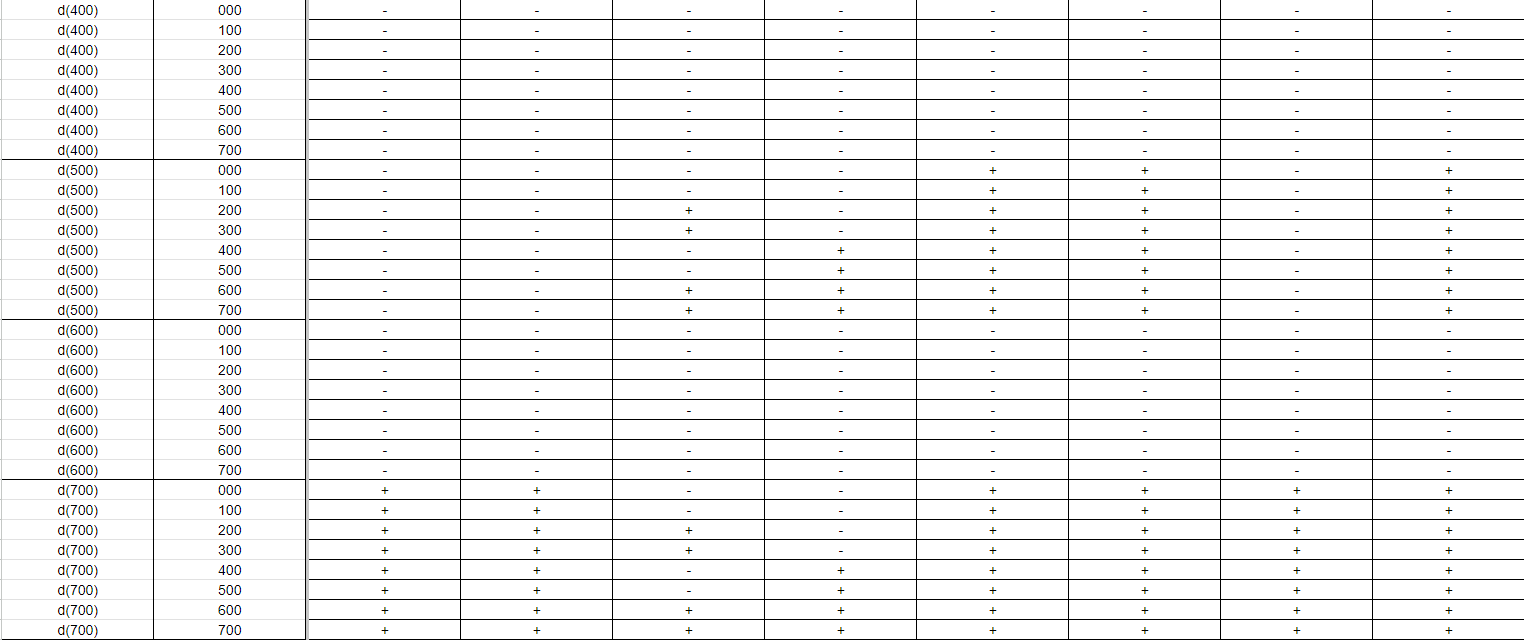 d(400) 000 - - - - - - - -
d(400) 100 - - - - - - - -
d(400) 200 - - - - - - - -
d(400) 300 - - - - - - - -
d(400) 400 - - - - - - - -
d(400) 500 - - - - - - - -
d(400) 600 - - - - - - - -
d(400) 700 - - - - - - - -
d(500) 000 - - - - + + - +
d(500) 100 - - - - + + - +
d(500) 200 - - + - + + - +
d(500) 300 - - + - + + - +
d(500) 400 - - - + + + - +
d(500) 500 - - - + + + - +
d(500) 600 - - + + + + - +
d(500) 700 - - + + + + - +
d(600) 000 - - - - - - - -
d(600) 100 - - - - - - - -
d(600) 200 - - - - - - - -
d(600) 300 - - - - - - - -
d(600) 400 - - - - - - - -
d(600) 500 - - - - - - - -
d(600) 600 - - - - - - - -
d(600) 700 - - - - - - - -
d(700) 000 + + - - + + + +
d(700) 100 + + - - + + + +
d(700) 200 + + + - + + + +
d(700) 300 + + + - + + + +
d(700) 400 + + - + + + + +
d(700) 500 + + - + + + + +
d(700) 600 + + + + + + + +
d(700) 700 + + + + + + + +